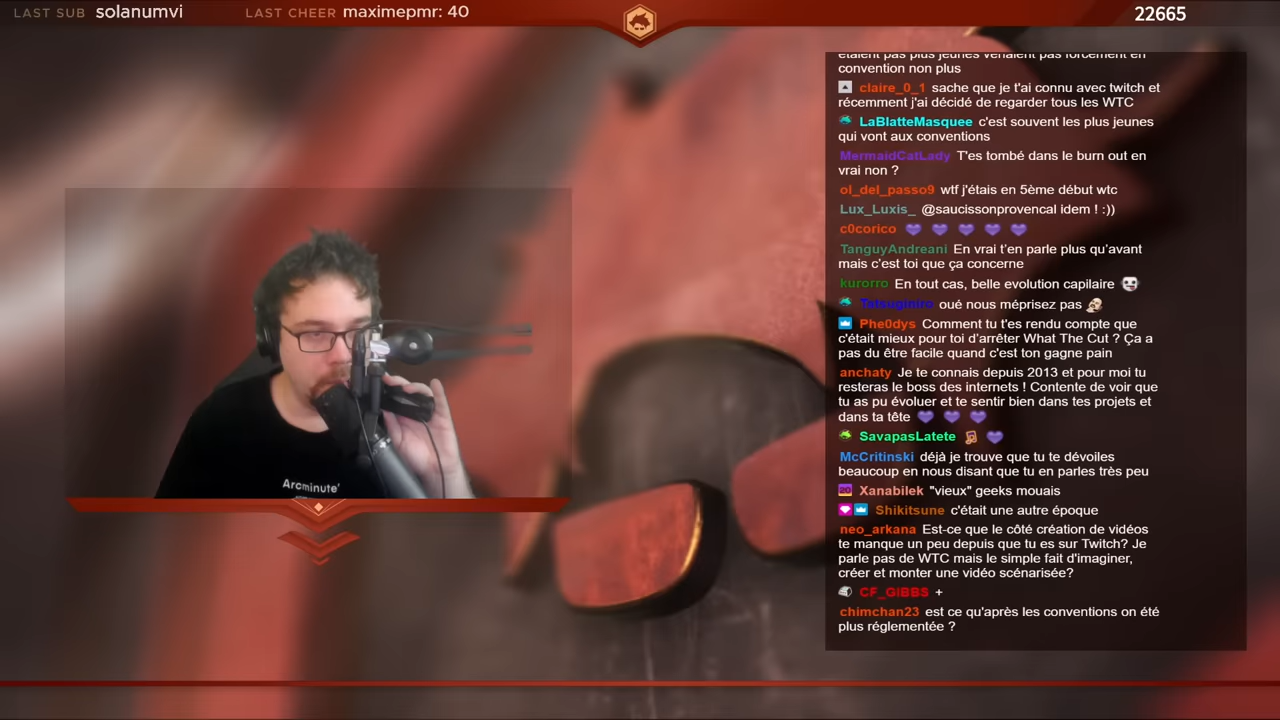 LAST SUB solanumvi LAST CHEER maximepmr: 40
22665
étaient pas plus jeunes venaient pas forcément en
convention non plus
claire_0_1 sache que je t'ai connu avec twitch et
récemment j'ai décidé de regarder tous les WTC
LaBlatteMasquee c'est souvent les plus jeunes
qui vont aux conventions
MermaidCatLady T'es tombé dans le burn out en
vrai non ?
ol_del_passo9 wtf j'étais en 5ème début wtc
Lux_Luxis_ @saucissonprovencal idem ! :))
c0corico
TanguyAndreani En vrai t'en parle plus qu'avant
mais c'est toi que ça concerne
kurorro En tout cas, belle evolution capilaire
Tatsugimiro oué nous méprisez pas
Phe0dys Comment tu t'es rendu compte que
c'était mieux pour toi d'arrêter What The Cut ? Ça a
pas du être facile quand c'est ton gagne pain
anchaty Je te connais depuis 2013 et pour moi tu
resteras le boss des internets ! Contente de voir que
tu as pu évoluer et te sentir bien dans tes projets et
dans ta tête
SavapasLatete
McCritinski déjà je trouve que tu te dévoiles
beaucoup en nous disant que tu en parles très peu
Xanabilek "vieux" geeks mouais
Shikitsune c'était une autre époque
neo_arkana Est-ce que le côté création de vidéos
te manque un peu depuis que tu es sur Twitch? Je
parle pas de WTC mais le simple fait d'imaginer,
créer et monter une vidéo scénarisée?
CF_GIBBS +
chimchan23 est ce qu'après les conventions on été
plus réglementée ?
Arcminute'